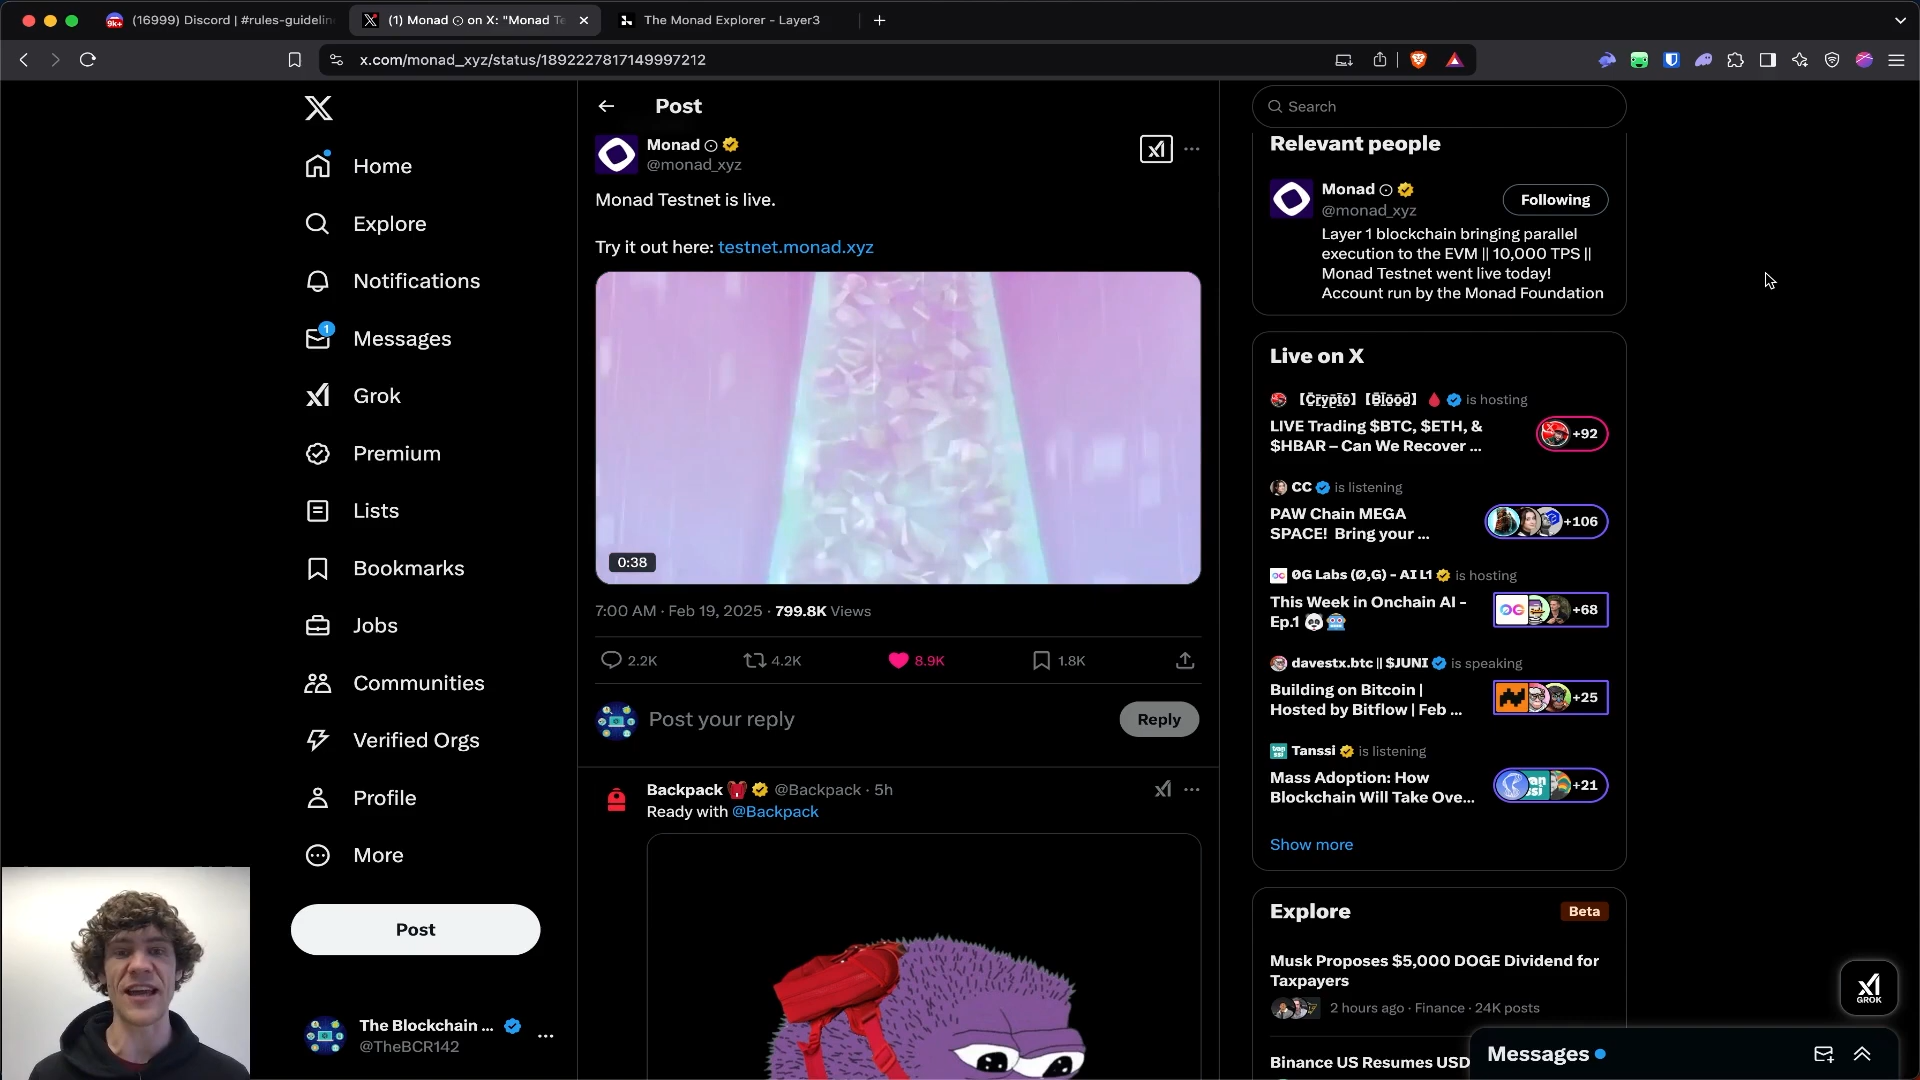 (16999) Discord | #rules-guidelin
(1) Monad on X: "Monad Te
The Monad Explorer - Layer3
x.com/monad_xyz/status/1892227817149997212
Home
Explore
Notifications
1
Messages
Grok
Premium
Lists
Bookmarks
Jobs
Communities
Verified Orgs
Profile
More
Post
The Blockchain ...
@TheBCR142
Post
Monad
@monad_xyz
Monad Testnet is live.
Try it out here: testnet.monad.xyz
0:38
7:00 AM · Feb 19, 2025 · 799.8K Views
2.2K
4.2K
8.9K
1.8K
Post your reply
Reply
Backpack @Backpack · 5h
Ready with @Backpack
Search
Relevant people
Monad
@monad_xyz
Following
Layer 1 blockchain bringing parallel
execution to the EVM || 10,000 TPS ||
Monad Testnet went live today!
Account run by the Monad Foundation
Live on X
[Crypto] [Blood] is hosting
LIVE Trading $BTC, $ETH, &
$HBAR – Can We Recover ...
+92
CC is listening
PAW Chain MEGA
SPACE! Bring your ...
+106
0G Labs (Ø,G) - AI L1 is hosting
This Week in Onchain AI -
Ep.1
+68
davestx.btc || $JUNI is speaking
Building on Bitcoin |
Hosted by Bitflow | Feb ...
+25
Tanssi is listening
Mass Adoption: How
Blockchain Will Take Ove...
+21
Show more
Explore
Beta
Musk Proposes $5,000 DOGE Dividend for
Taxpayers
2 hours ago · Finance · 24K posts
Binance US Resumes USD
GROK
Messages